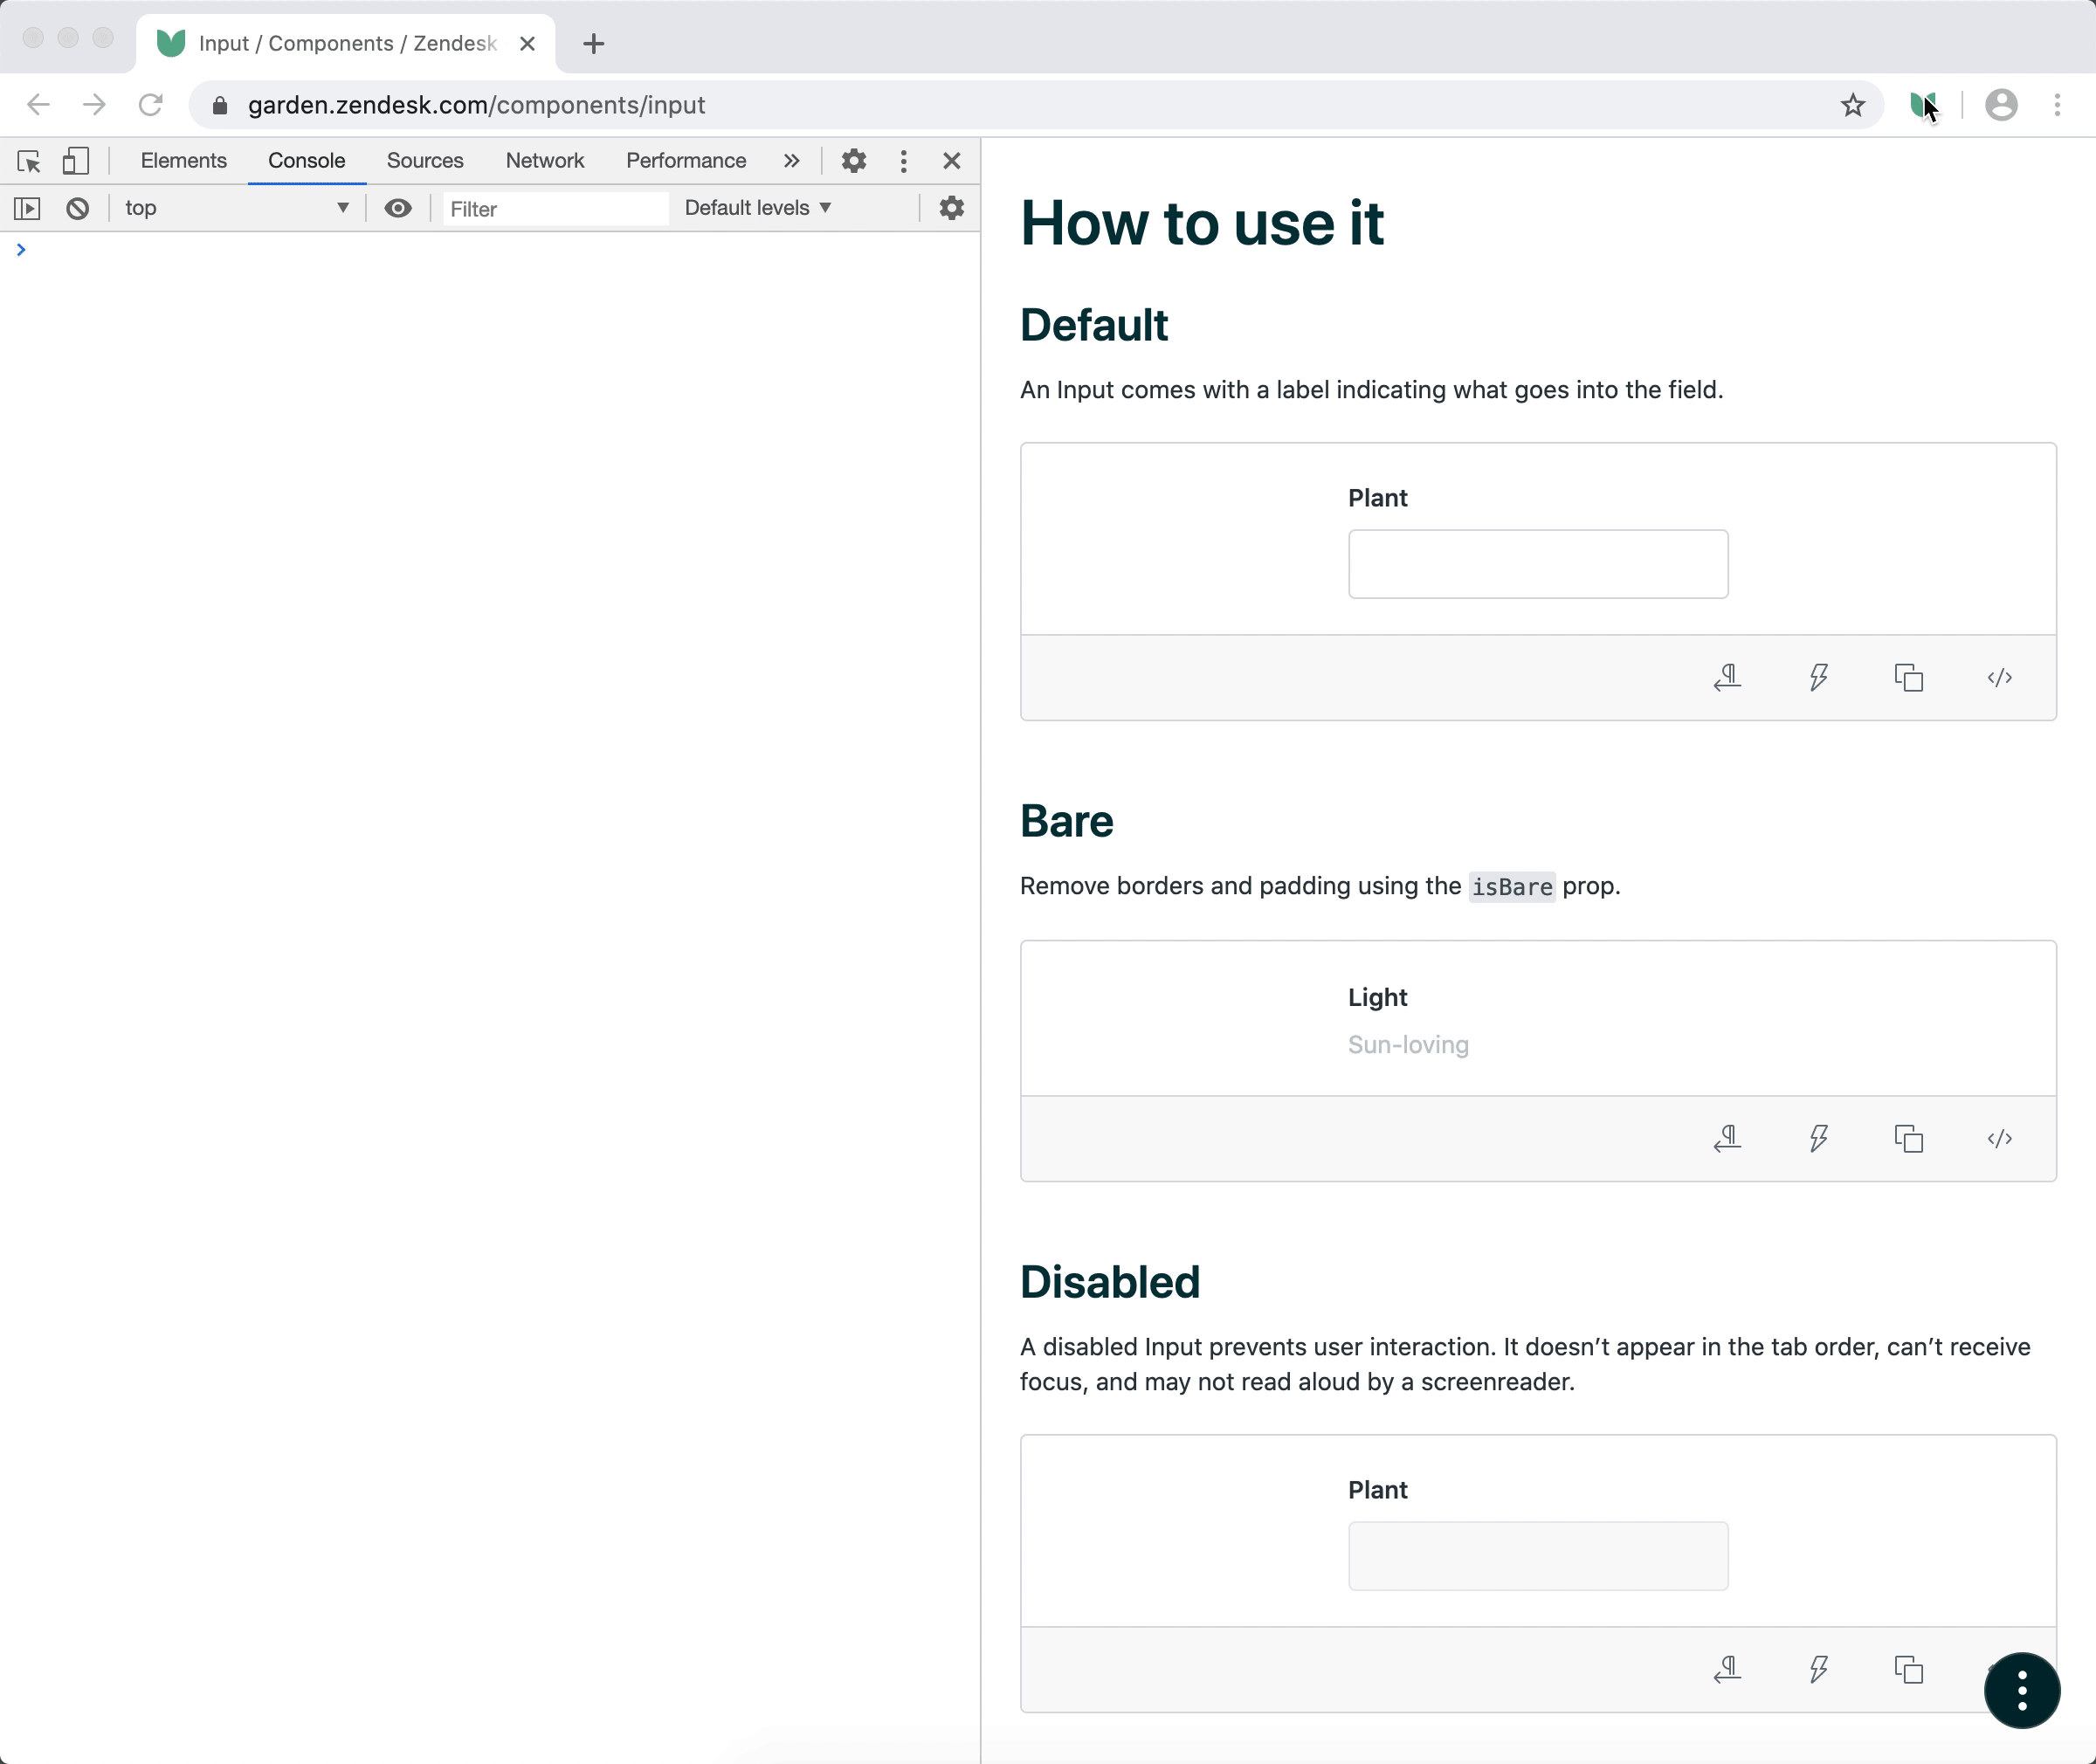 Input / Components / Zendesk
garden.zendesk.com/components/input
Elements Console Sources Network Performance »
top Filter Default levels ▼
How to use it
Default
An Input comes with a label indicating what goes into the field.
Plant
</>
Bare
Remove borders and padding using the isBare prop.
Light
Sun-loving
</>
Disabled
A disabled Input prevents user interaction. It doesn’t appear in the tab order, can’t receive
focus, and may not read aloud by a screenreader.
Plant